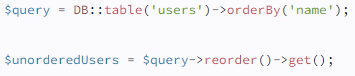 $query = DB::table('users')->orderBy('name');
$unorderedUsers = $query->reorder()->get();